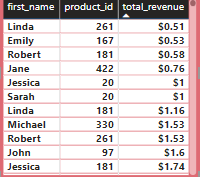 first_name product_id total_revenue
Linda 261 $0.51
Emily 167 $0.53
Robert 181 $0.58
Jane 422 $0.76
Jessica 20 $1
Sarah 20 $1
Linda 181 $1.16
Michael 330 $1.53
Robert 261 $1.53
John 97 $1.6
Jessica 181 $1.74